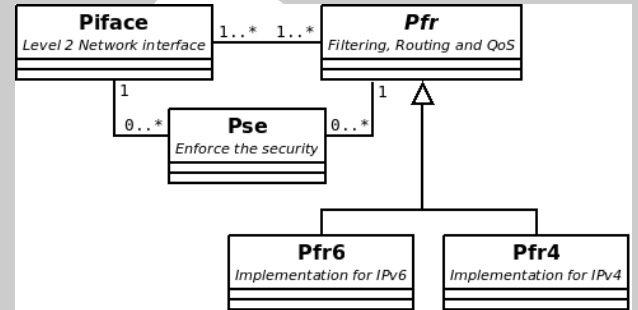 Piface
Level 2 Network interface
1..* 1..*
Pfr
Filtering, Routing and QoS
1
1
0..*
Pse
Enforce the security
0..*
Pfr6
Implementation for IPv6
Pfr4
Implementation for IPv4